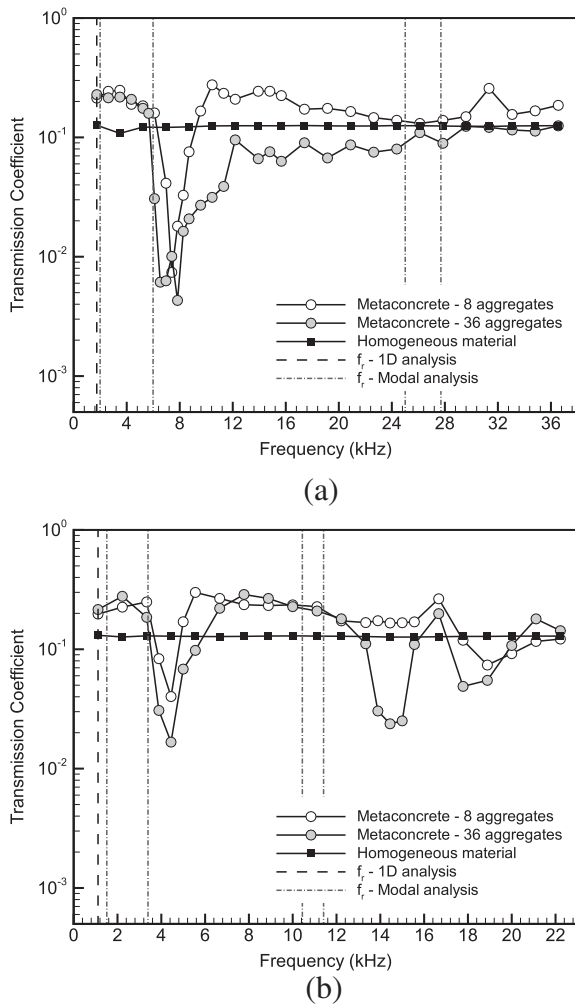 10^0
10^-1
10^-2
10^-3
Transmission Coefficient
Metaconcrete - 8 aggregates
Metaconcrete - 36 aggregates
Homogeneous material
f_r - 1D analysis
f_r - Modal analysis
0 4 8 12 16 20 24 28 32 36
Frequency (kHz)
(a)
10^0
10^-1
10^-2
10^-3
Transmission Coefficient
Metaconcrete - 8 aggregates
Metaconcrete - 36 aggregates
Homogeneous material
f_r - 1D analysis
f_r - Modal analysis
2 4 6 8 10 12 14 16 18 20 22
Frequency (kHz)
(b)